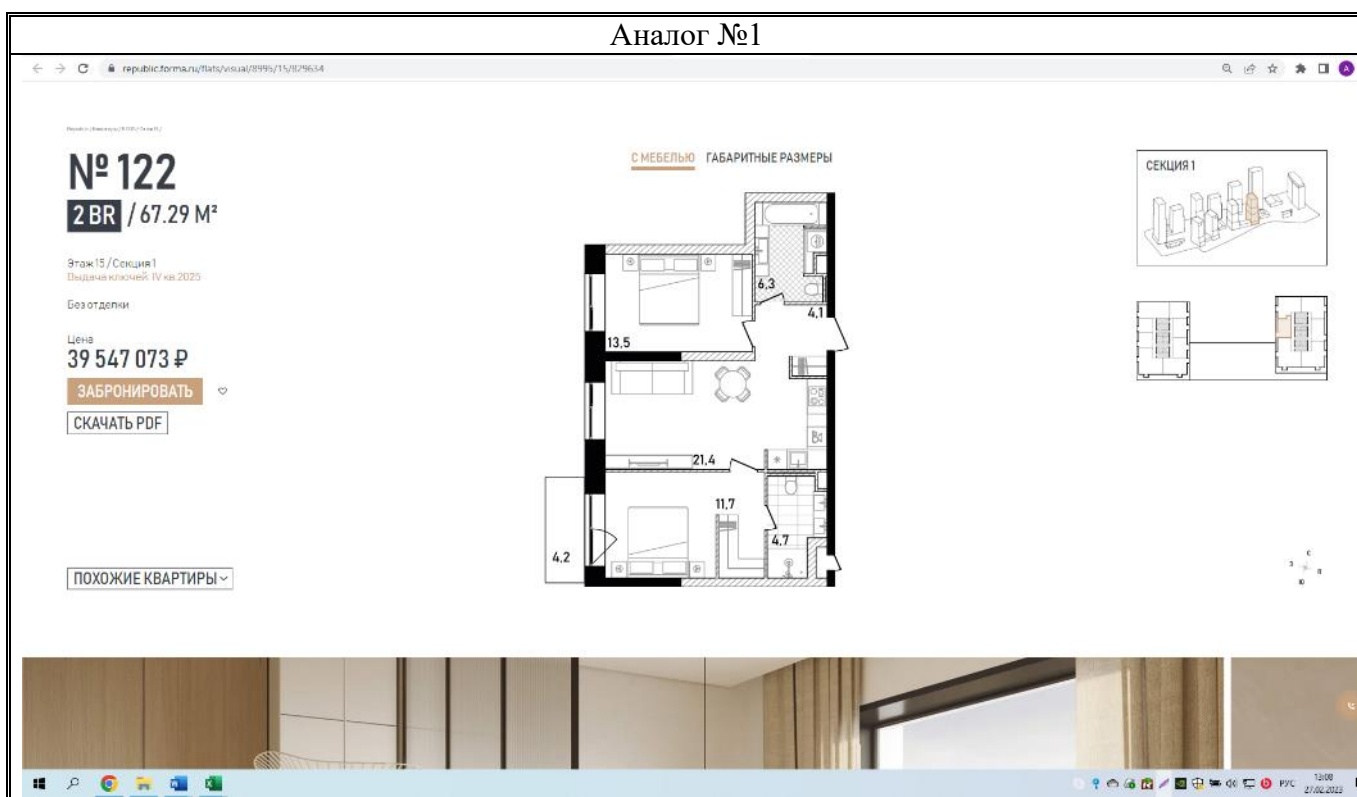 Аналог №1
republic.forma.ru/flats/visual/8995/15/829634
№ 122
2 BR / 67.29 М²
Этаж 15 / Секция 1
Выдача ключей: IV кв 2025
Без отделки
Цена
39 547 073 ₽
ЗАБРОНИРОВАТЬ
СКАЧАТЬ PDF
ПОХОЖИЕ КВАРТИРЫ
С МЕБЕЛЬЮ ГАБАРИТНЫЕ РАЗМЕРЫ
6,3
4,1
13,5
21,4
11,7
4,7
4,2
СЕКЦИЯ 1
С
З
В
Ю
РУС
13:08
27.02.2023